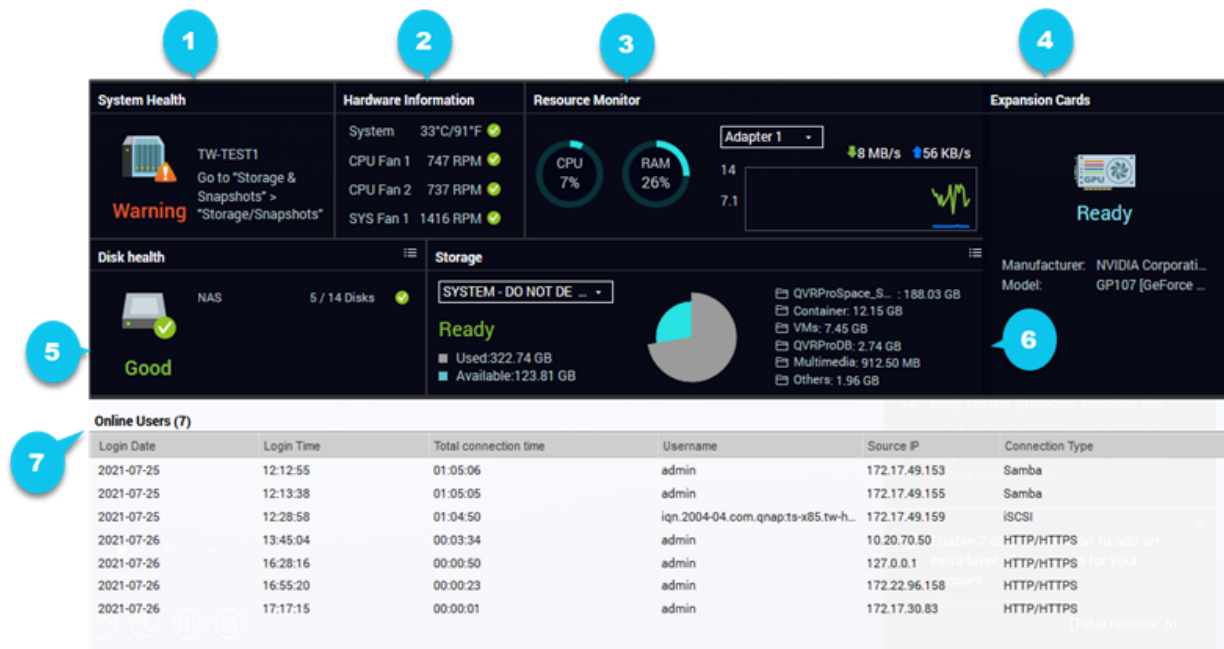 1
2
3
4
System Health
Hardware Information
Resource Monitor
Expansion Cards
TW-TEST1
Go to "Storage &
Snapshots" >
"Storage/Snapshots"
Warning
System 33°C/91°F
CPU Fan 1 747 RPM
CPU Fan 2 737 RPM
SYS Fan 1 1416 RPM
CPU
7%
RAM
26%
Adapter 1
8 MB/s 56 KB/s
14
7.1
GPU
Ready
Manufacturer: NVIDIA Corporati...
Model: GP107 [GeForce ...
5
Disk health
NAS 5 / 14 Disks
Good
Storage
SYSTEM - DO NOT DE ...
Ready
Used:322.74 GB
Available:123.81 GB
QVRProSpace_S... : 188.03 GB
Container: 12.15 GB
VMs: 7.45 GB
QVRProDB: 2.74 GB
Multimedia: 912.50 MB
Others: 1.96 GB
6
7
Online Users (7)
Login Date Login Time Total connection time Username Source IP Connection Type
2021-07-25 12:12:55 01:05:06 admin 172.17.49.153 Samba
2021-07-25 12:13:38 01:05:05 admin 172.17.49.155 Samba
2021-07-25 12:28:58 01:04:50 iqn.2004-04.com.qnap:ts-x85.tw-h... 172.17.49.159 iSCSI
2021-07-26 13:45:04 00:03:34 admin 10.20.70.50 HTTP/HTTPS
2021-07-26 16:28:16 00:00:50 admin 127.0.0.1 HTTP/HTTPS
2021-07-26 16:55:20 00:00:23 admin 172.22.96.158 HTTP/HTTPS
2021-07-26 17:17:15 00:00:01 admin 172.17.30.83 HTTP/HTTPS
(Total notices: 5)